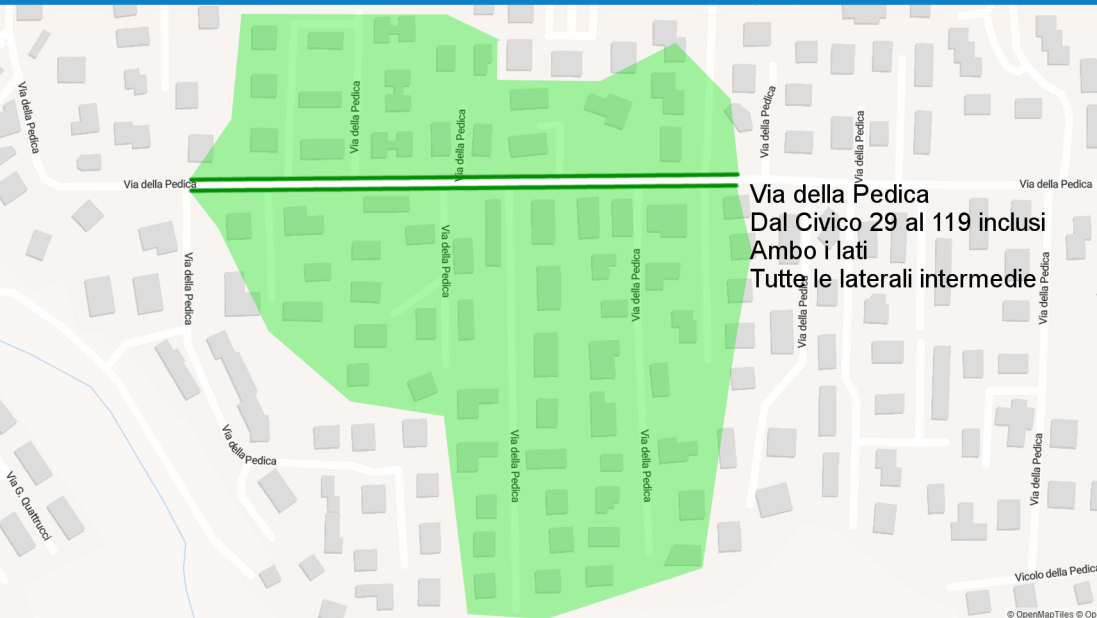 Via della Pedica
Via della Pedica
Via della Pedica
Via della Pedica
Via della Pedica
Via della Pedica
Via della Pedica
Via della Pedica
Via della Pedica
Dal Civico 29 al 119 inclusi
Ambo i lati
Tutte le laterali intermedie
Via della Pedica
Via della Pedica
Via della Pedica
Via della Pedica
Via della Pedica
Via della Pedica
Via della Pedica
Via della Pedica
Via della Pedica
Via G. Quattrucci
Vicolo della Pedica
© OpenMapTiles © Op